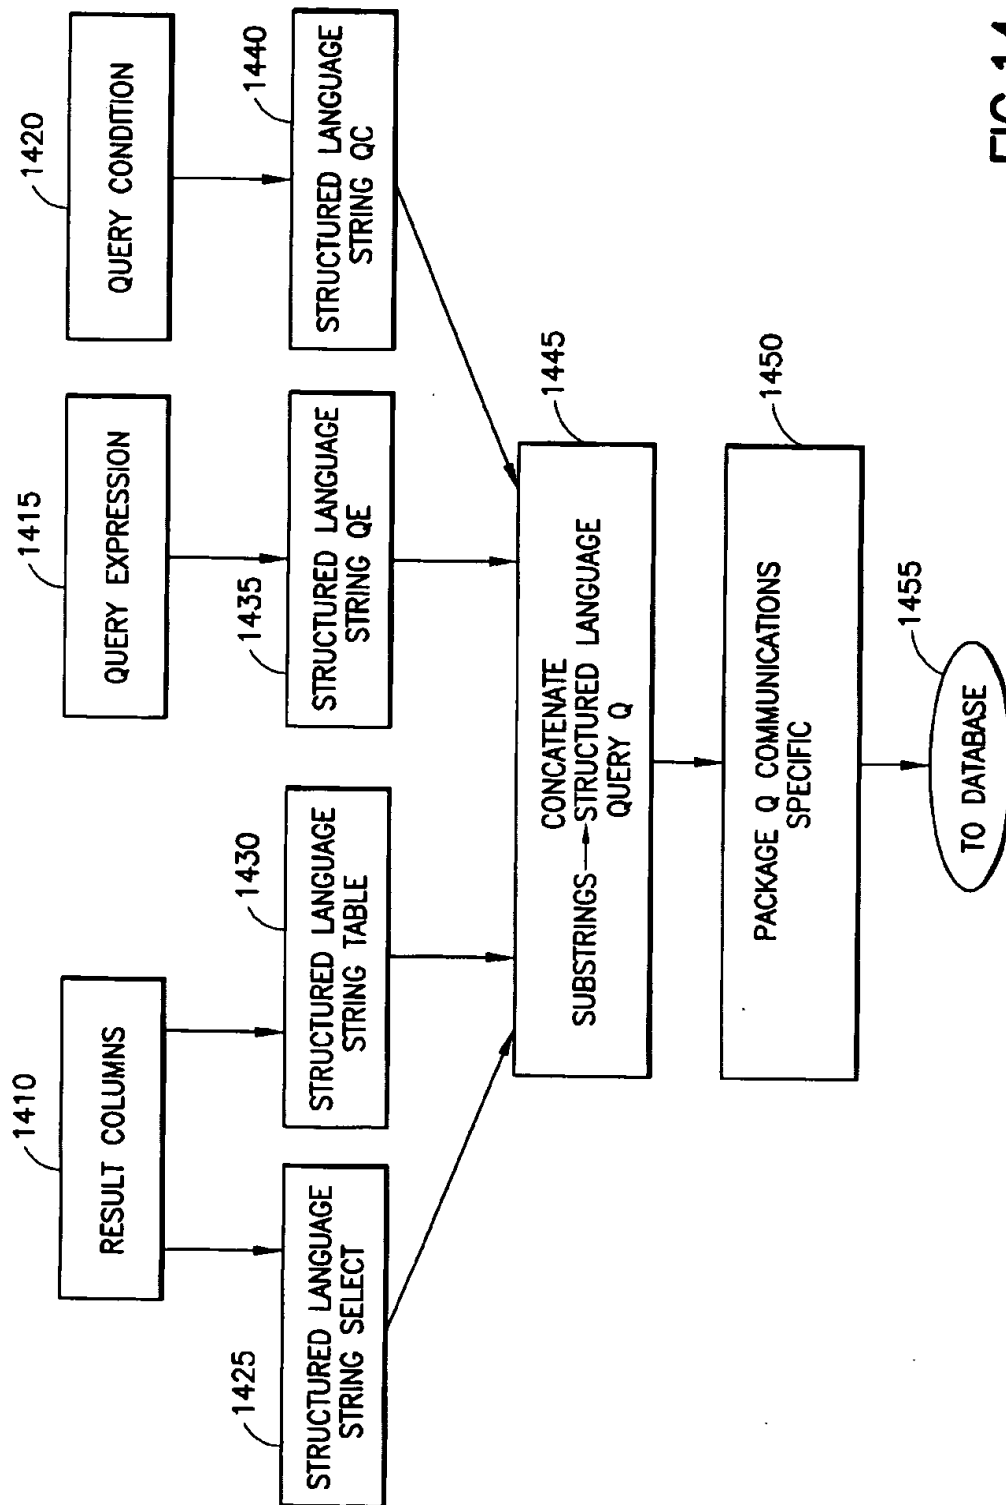 1410
RESULT COLUMNS
1415
QUERY EXPRESSION
1420
QUERY CONDITION
1425
STRUCTURED LANGUAGE
STRING SELECT
1430
STRUCTURED LANGUAGE
STRING TABLE
1435
STRUCTURED LANGUAGE
STRING QE
1440
STRUCTURED LANGUAGE
STRING QC
1445
CONCATENATE
SUBSTRINGS → STRUCTURED LANGUAGE
QUERY Q
1450
PACKAGE Q COMMUNICATIONS
SPECIFIC
1455
TO DATABASE
FIG.14